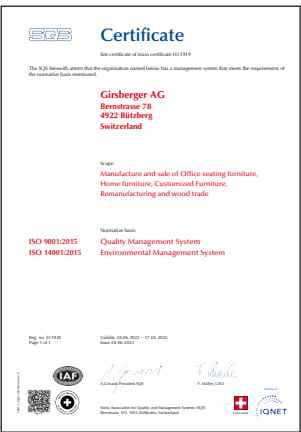 SQS
Certificate
Site certificate of main certificate H11919
The SQS herewith attests that the organisation named below has a management system that meets the requirements of
the normative basis mentioned.
Girsberger AG
Bernstrasse 78
4922 Bützberg
Switzerland
Scope
Manufacture and sale of Office seating furniture,
Home furniture, Customized Furniture,
Remanufacturing and wood trade
Normative basis
ISO 9001:2015 Quality Management System
ISO 14001:2015 Environmental Management System
Reg. no. H11920 Validity 28.06.2022 – 17.05.2025
Page 1 of 1 Issue 28.06.2022
A. Grisard, President SQS F. Müller, CEO
IAF
Swiss Association for Quality and Management Systems (SQS)
Bernstrasse 103, 3052 Zollikofen, Switzerland
Swiss Made
IQNET